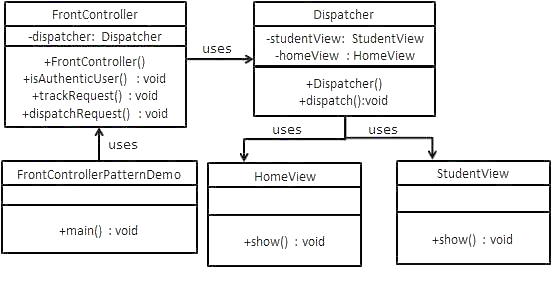 FrontController
-dispatcher: Dispatcher
+FrontController()
+isAuthenticUser() : void
+trackRequest() : void
+dispatchRequest() : void
uses
Dispatcher
-studentView: StudentView
-homeView : HomeView
+Dispatcher()
+dispatch():void
uses
uses
uses
FrontControllerPatternDemo
+main() : void
HomeView
+show() : void
StudentView
+show() : void